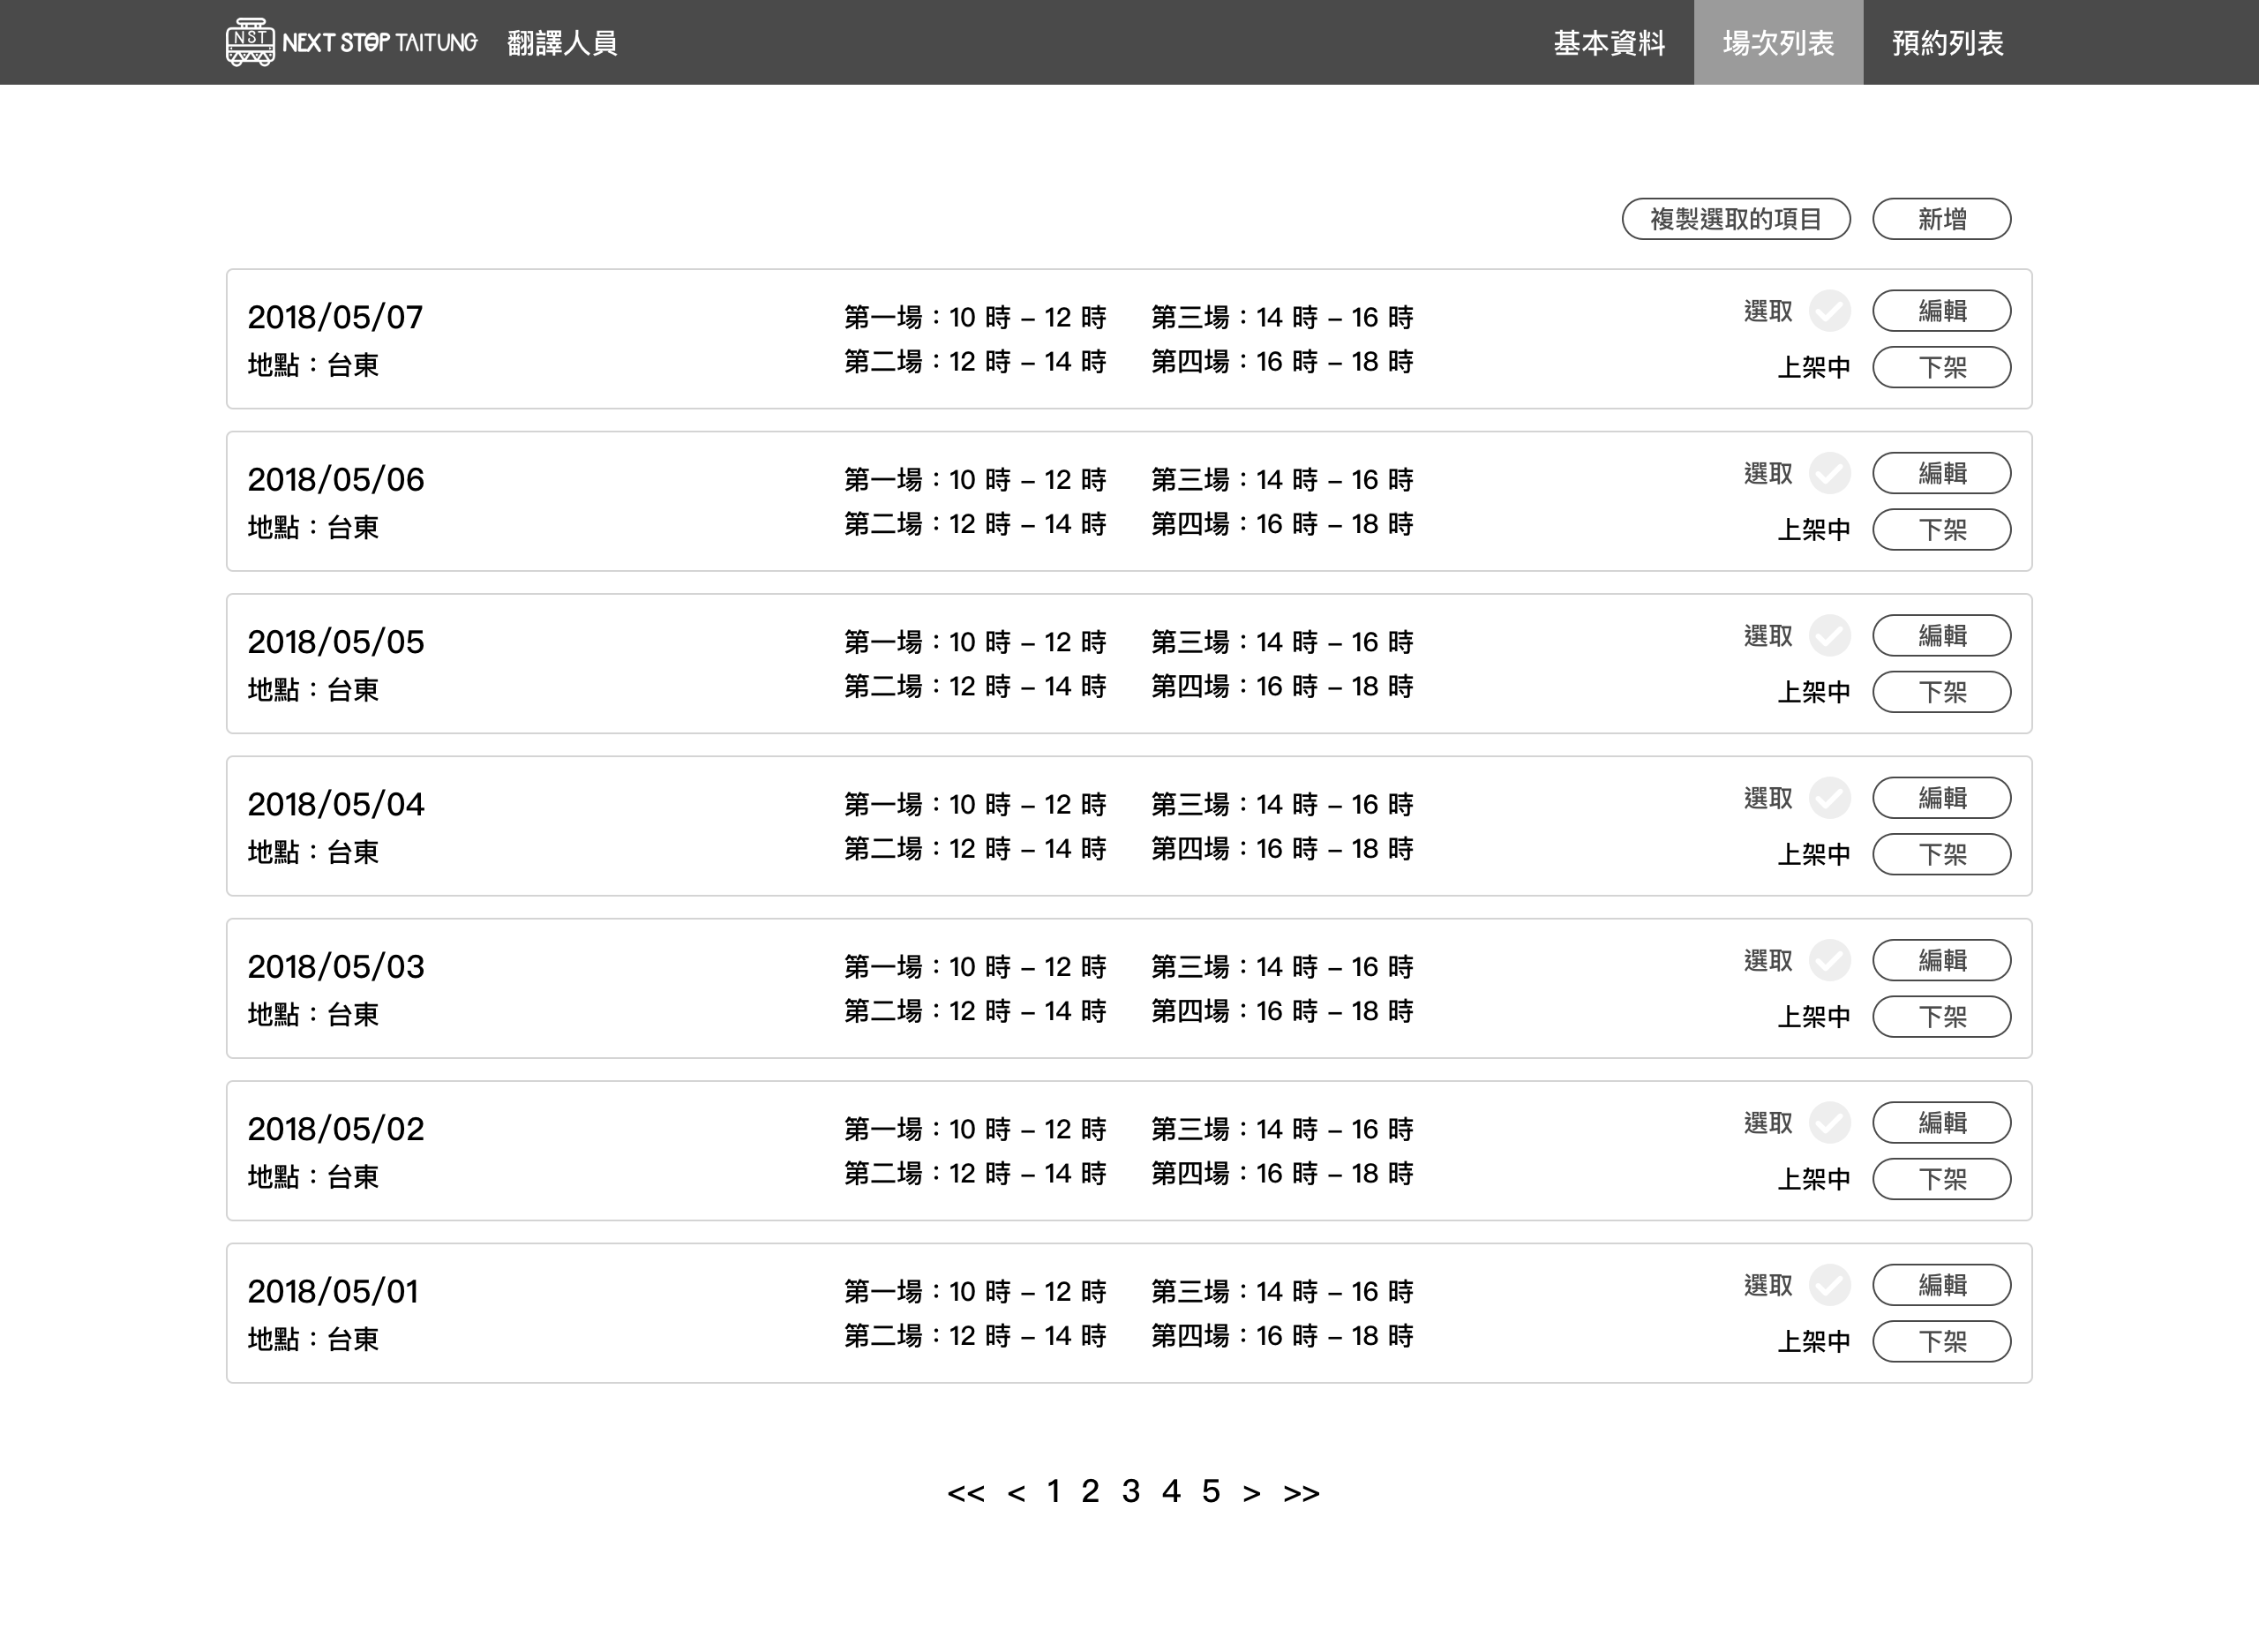 NST NEXT STOP TAITUNG 翻譯人員 基本資料 場次列表 預約列表
複製選取的項目 新增
2018/05/07 第一場：10 時 – 12 時 第三場：14 時 – 16 時 選取 編輯
地點：台東 第二場：12 時 – 14 時 第四場：16 時 – 18 時 上架中 下架
2018/05/06 第一場：10 時 – 12 時 第三場：14 時 – 16 時 選取 編輯
地點：台東 第二場：12 時 – 14 時 第四場：16 時 – 18 時 上架中 下架
2018/05/05 第一場：10 時 – 12 時 第三場：14 時 – 16 時 選取 編輯
地點：台東 第二場：12 時 – 14 時 第四場：16 時 – 18 時 上架中 下架
2018/05/04 第一場：10 時 – 12 時 第三場：14 時 – 16 時 選取 編輯
地點：台東 第二場：12 時 – 14 時 第四場：16 時 – 18 時 上架中 下架
2018/05/03 第一場：10 時 – 12 時 第三場：14 時 – 16 時 選取 編輯
地點：台東 第二場：12 時 – 14 時 第四場：16 時 – 18 時 上架中 下架
2018/05/02 第一場：10 時 – 12 時 第三場：14 時 – 16 時 選取 編輯
地點：台東 第二場：12 時 – 14 時 第四場：16 時 – 18 時 上架中 下架
2018/05/01 第一場：10 時 – 12 時 第三場：14 時 – 16 時 選取 編輯
地點：台東 第二場：12 時 – 14 時 第四場：16 時 – 18 時 上架中 下架
<< < 1 2 3 4 5 > >>